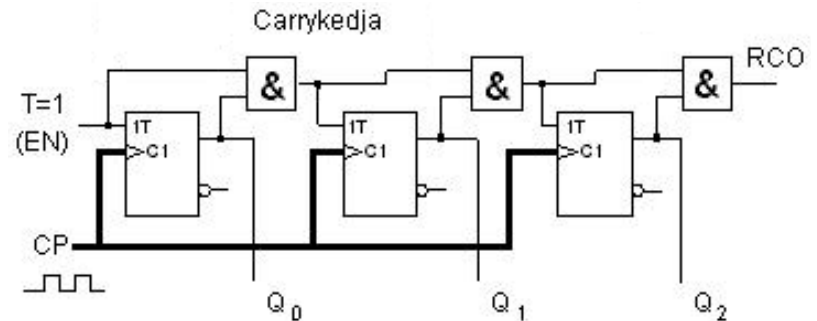 Carrykedja
& & & RCO
T=1
(EN)
1T 1T 1T
C1 C1 C1
CP
Q0 Q1 Q2